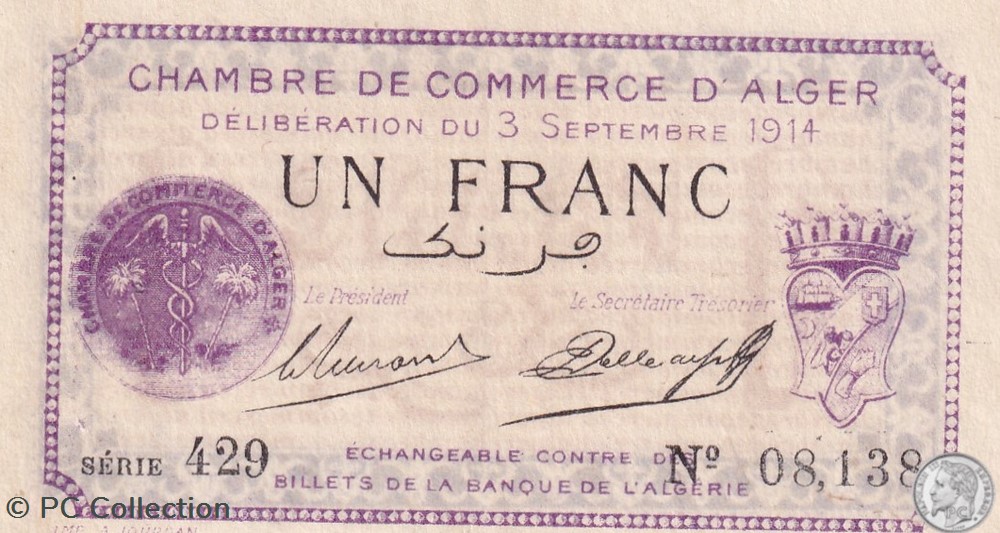 CHAMBRE DE COMMERCE D'ALGER
DÉLIBÉRATION DU 3 SEPTEMBRE 1914
UN FRANC
فرنك
CHAMBRE DE COMMERCE D'ALGER
Le Président
Le Secrétaire Trésorier
SÉRIE 429
ÉCHANGEABLE CONTRE DES
BILLETS DE LA BANQUE DE L'ALGÉRIE
Nº 08,138
© PC Collection